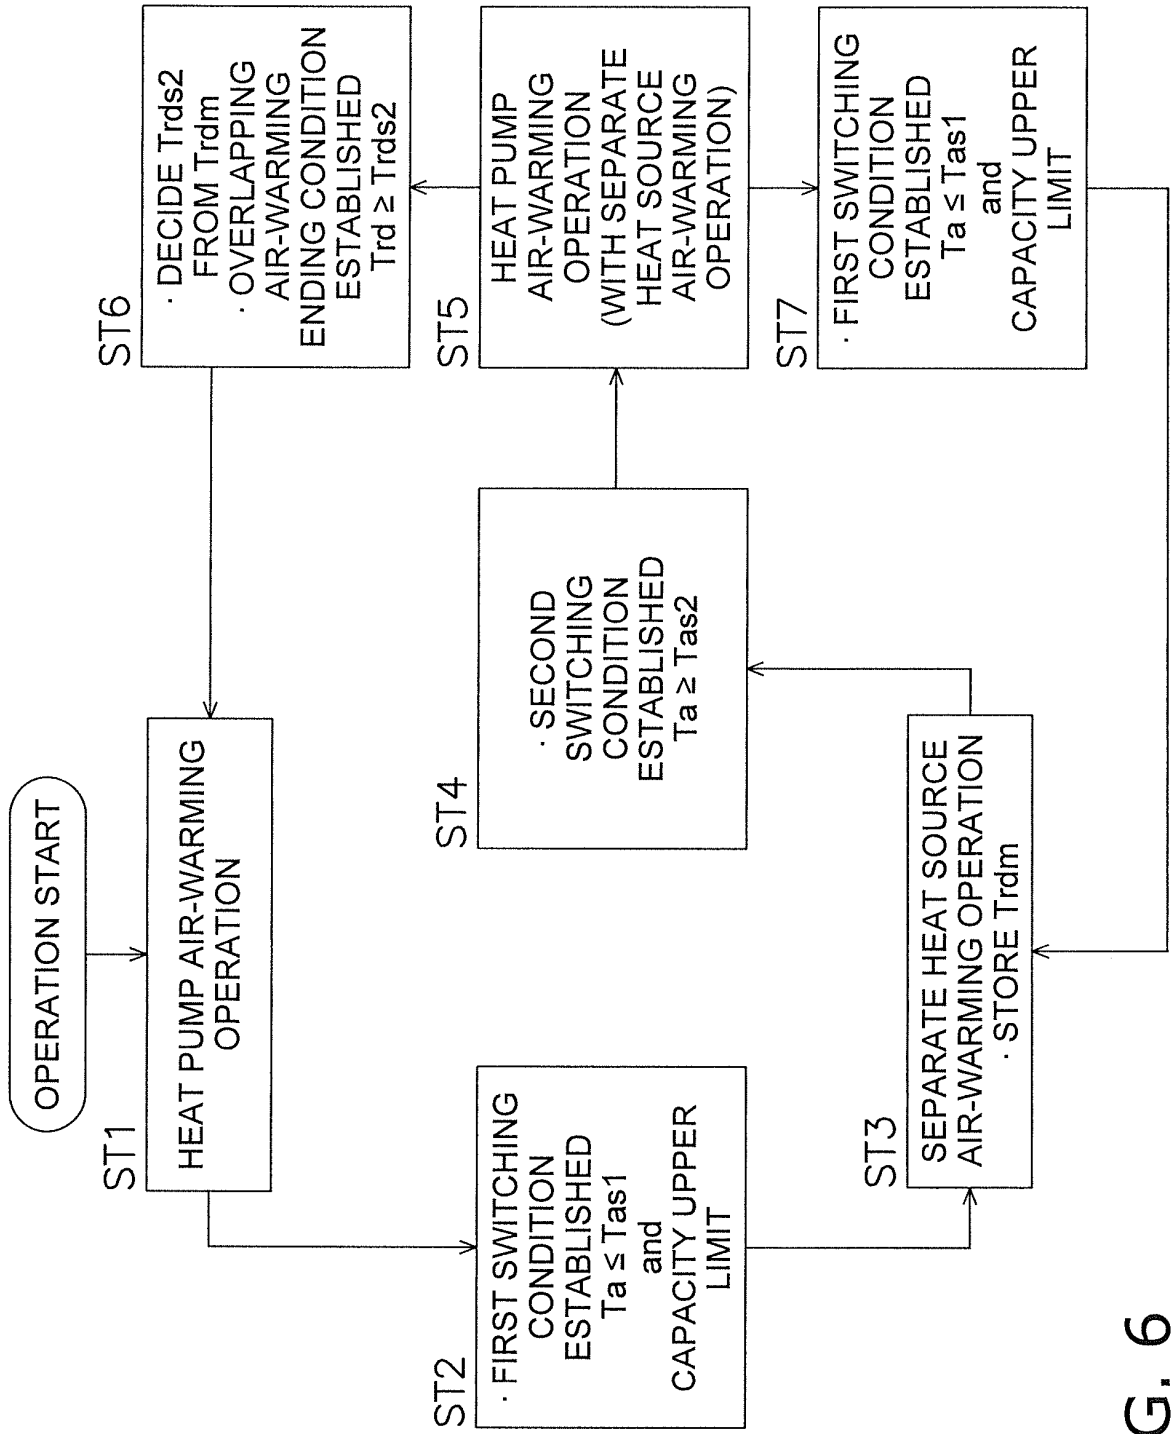 OPERATION START
ST1
HEAT PUMP AIR-WARMING
OPERATION
ST2
· FIRST SWITCHING
CONDITION
ESTABLISHED
Ta ≤ Tas1
and
CAPACITY UPPER
LIMIT
ST3
SEPARATE HEAT SOURCE
AIR-WARMING OPERATION
· STORE Trdm
ST4
· SECOND
SWITCHING
CONDITION
ESTABLISHED
Ta ≥ Tas2
ST5
HEAT PUMP
AIR-WARMING
OPERATION
(WITH SEPARATE
HEAT SOURCE
AIR-WARMING
OPERATION)
ST6
· DECIDE Trds2
FROM Trdm
· OVERLAPPING
AIR-WARMING
ENDING CONDITION
ESTABLISHED
Trd ≥ Trds2
ST7
· FIRST SWITCHING
CONDITION
ESTABLISHED
Ta ≤ Tas1
and
CAPACITY UPPER
LIMIT
G. 6